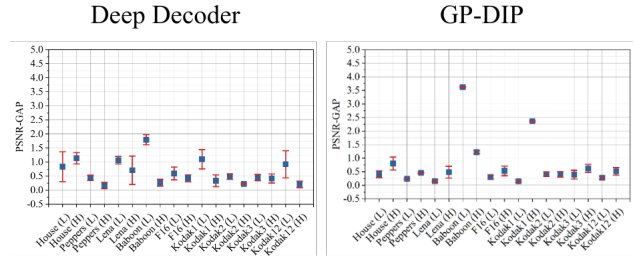 Deep Decoder
GP-DIP
PSNR-GAP
5.0
4.5
4.0
3.5
3.0
2.5
2.0
1.5
1.0
0.5
0.0
-0.5
House (L)
House (H)
Peppers (L)
Peppers (H)
Lena (L)
Lena (H)
Baboon (L)
Baboon (H)
F16 (L)
F16 (H)
Kodak1 (L)
Kodak1 (H)
Kodak2 (L)
Kodak2 (H)
Kodak3 (L)
Kodak3 (H)
Kodak12 (L)
Kodak12 (H)
PSNR-GAP
5.0
4.5
4.0
3.5
3.0
2.5
2.0
1.5
1.0
0.5
0.0
-0.5
House (L)
House (H)
Peppers (L)
Peppers (H)
Lena (L)
Lena (H)
Baboon (L)
Baboon (H)
F16 (L)
F16 (H)
Kodak1 (L)
Kodak1 (H)
Kodak2 (L)
Kodak2 (H)
Kodak3 (L)
Kodak3 (H)
Kodak12 (L)
Kodak12 (H)